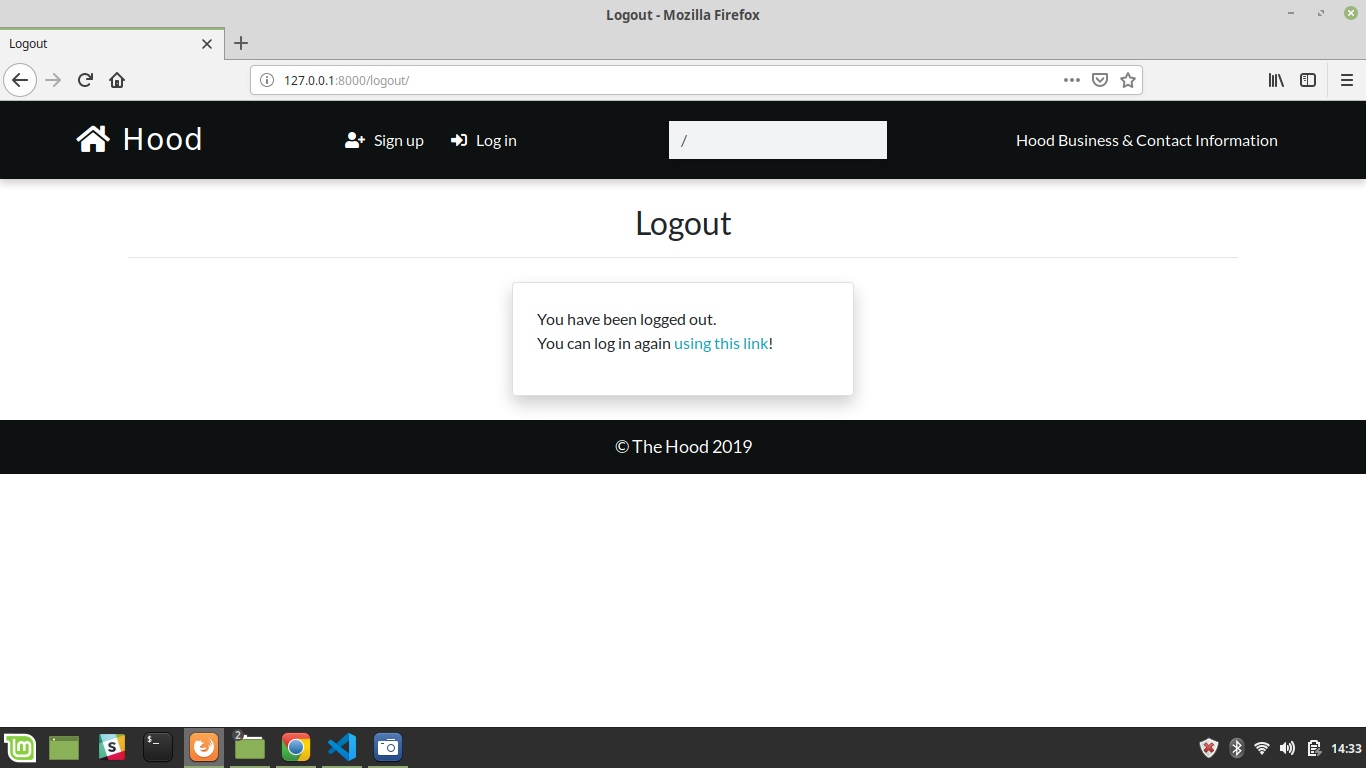 Logout - Mozilla Firefox
Logout
127.0.0.1:8000/logout/
Hood
Sign up
Log in
/
Hood Business & Contact Information
Logout
You have been logged out.
You can log in again using this link!
© The Hood 2019
S
$_
2
14:33